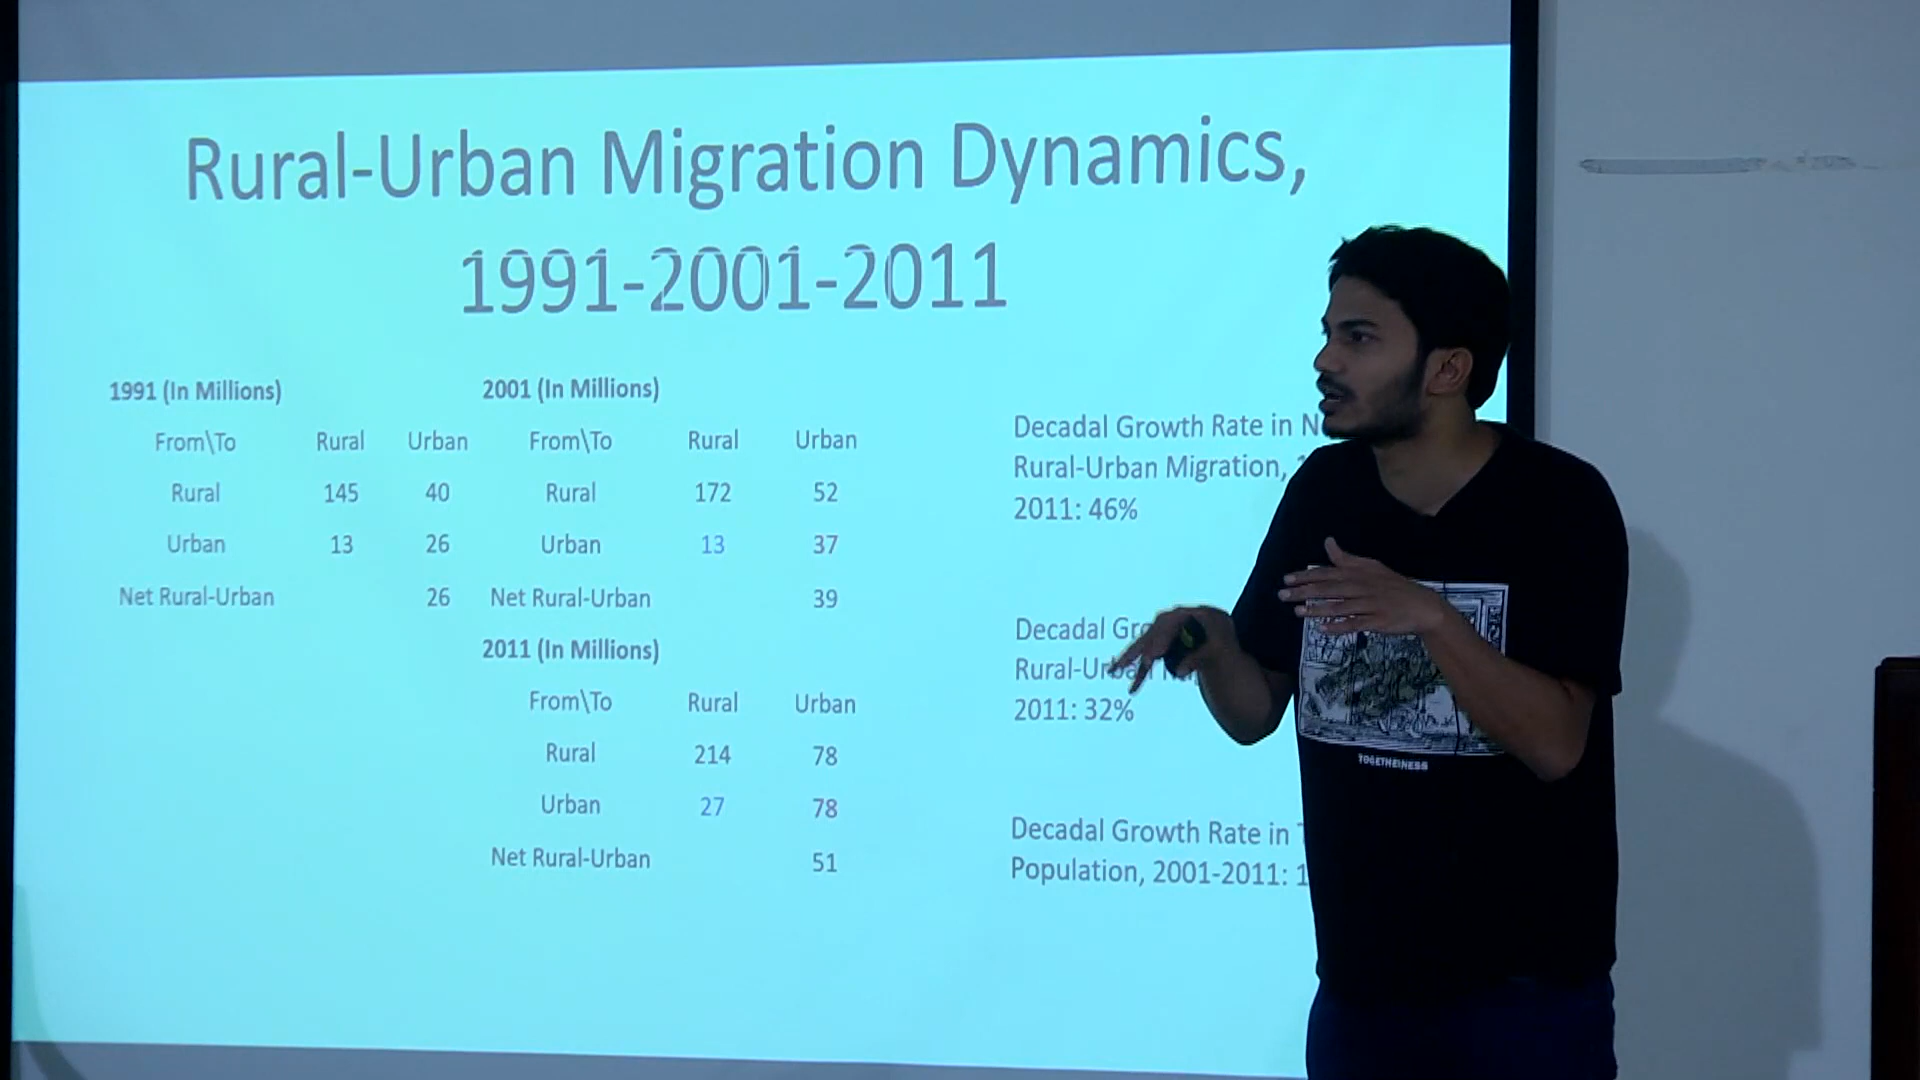 Rural-Urban Migration Dynamics,
1991-2001-2011
1991 (In Millions)
From\To Rural Urban
Rural 145 40
Urban 13 26
Net Rural-Urban 26
2001 (In Millions)
From\To Rural Urban
Rural 172 52
Urban 13 37
Net Rural-Urban 39
2011 (In Millions)
From\To Rural Urban
Rural 214 78
Urban 27 78
Net Rural-Urban 51
Decadal Growth Rate in
Rural-Urban Migration,
2011: 46%
Decadal
Rural-Urban
2011: 32%
Decadal Growth Rate in
Population, 2001-2011:
TOGETHEINESS